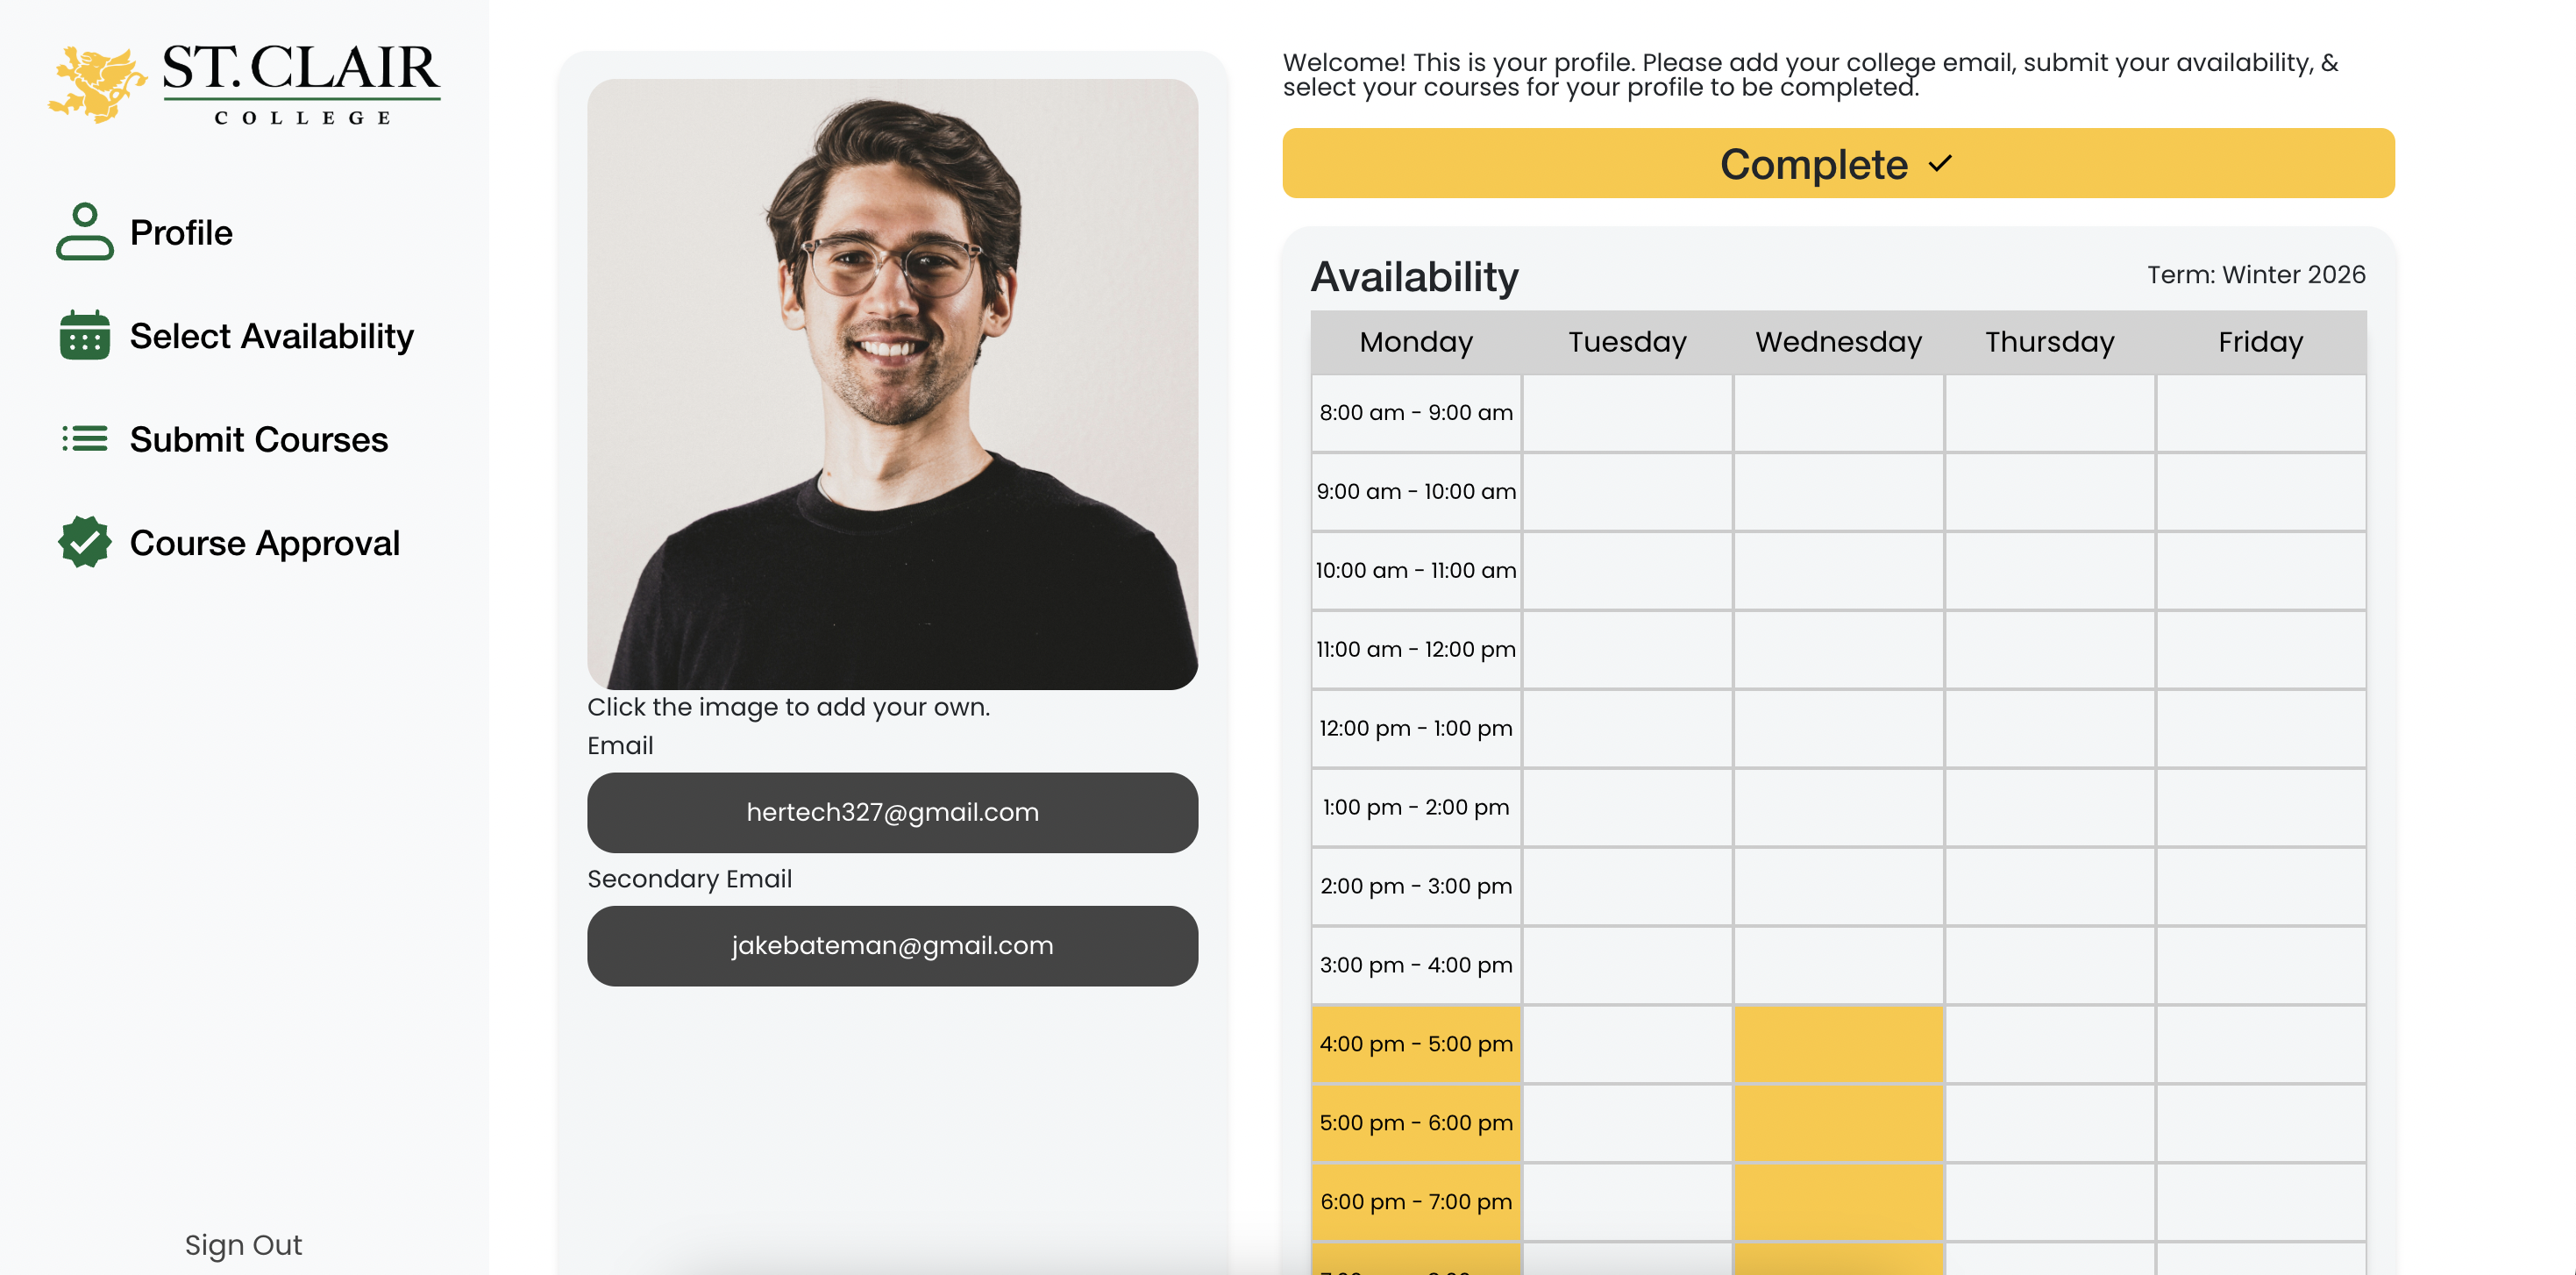 ST. CLAIR
COLLEGE
Profile
Select Availability
Submit Courses
Course Approval
Sign Out
Click the image to add your own.
Email
hertech327@gmail.com
Secondary Email
jakebateman@gmail.com
Welcome! This is your profile. Please add your college email, submit your availability, &
select your courses for your profile to be completed.
Complete
Availability
Term: Winter 2026
Monday Tuesday Wednesday Thursday Friday
8:00 am - 9:00 am
9:00 am - 10:00 am
10:00 am - 11:00 am
11:00 am - 12:00 pm
12:00 pm - 1:00 pm
1:00 pm - 2:00 pm
2:00 pm - 3:00 pm
3:00 pm - 4:00 pm
4:00 pm - 5:00 pm
5:00 pm - 6:00 pm
6:00 pm - 7:00 pm